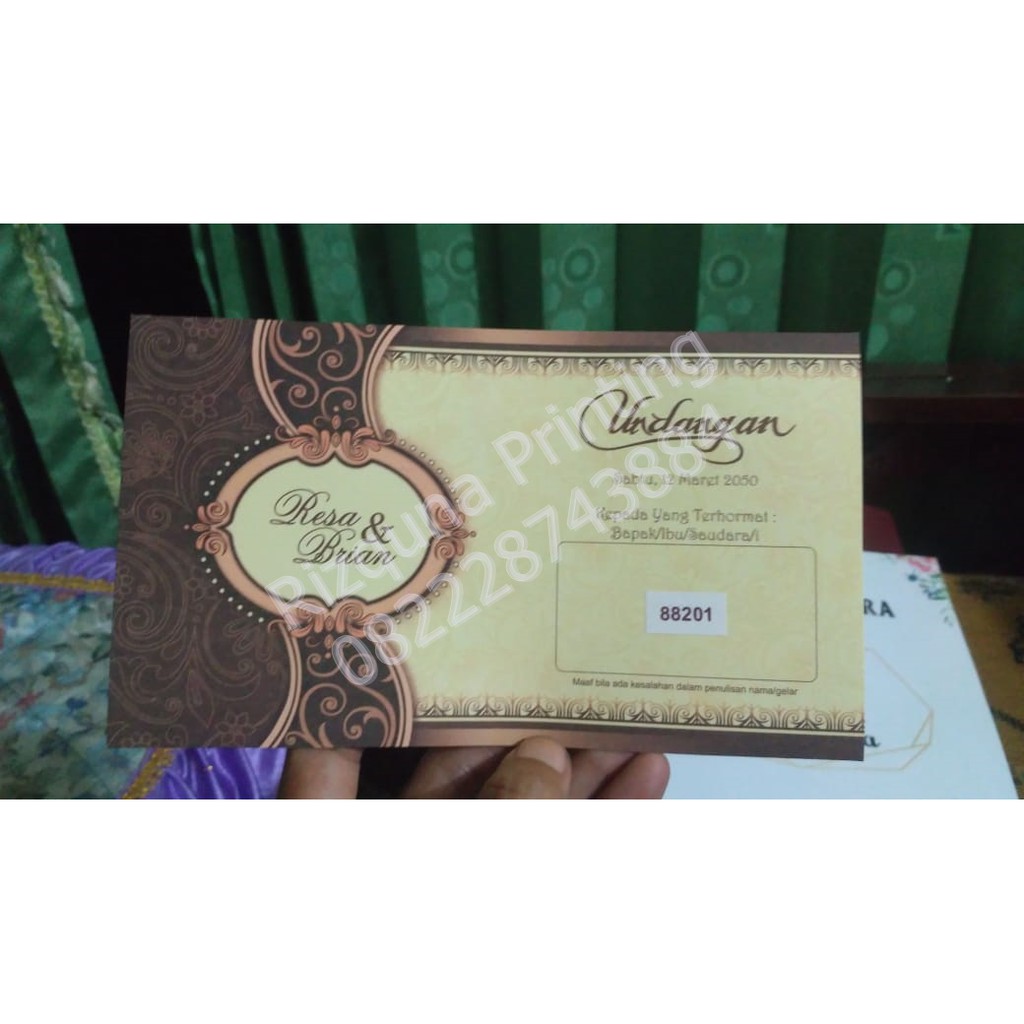 Resa &
Brian
Undangan
Sabtu, 12 Maret 2050
Kepada Yang Terhormat :
Bapak/Ibu/Saudara/i
88201
Maaf bila ada kesalahan dalam penulisan nama/gelar
Rizquna Printing
082228743884
RA
a